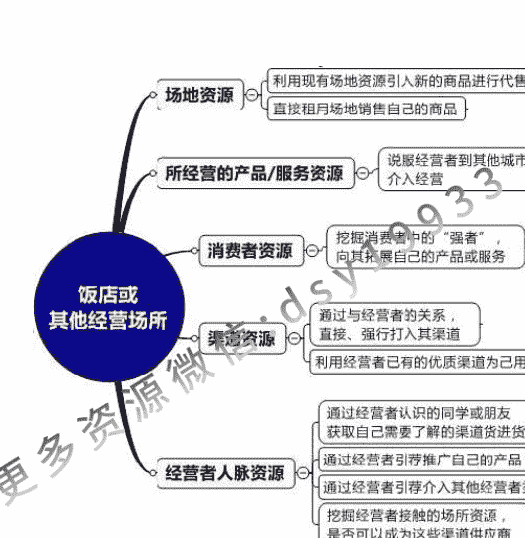 饭店或
其他经营场所
场地资源
利用现有场地资源引入新的商品进行代售
直接租月场地销售自己的商品
所经营的产品/服务资源
说服经营者到其他城市
介入经营
消费者资源
挖掘消费者中的“强者”,
向其拓展自己的产品或服务
渠道资源
通过与经营者的关系,
直接、强行打入其渠道
利用经营者已有的优质渠道为己用
经营者人脉资源
通过经营者认识的同学或朋友
获取自己需要了解的渠道货进货
通过经营者引荐推广自己的产品
通过经营者引荐介入其他经营者
挖掘经营者接触的场所资源,
是否可以成为这些渠道供应商
更多资源微信:dsy19933